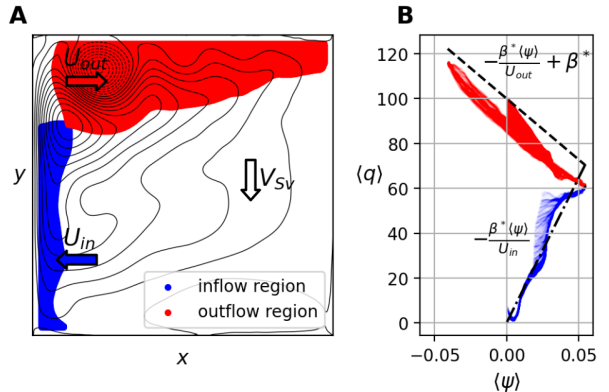 A
U_out
y
V_Sv
U_in
inflow region
outflow region
x
B
120
100
80
60
40
20
0
⟨q⟩
−β*⟨ψ⟩/U_out + β*
−β*⟨ψ⟩/U_in
−0.05 0.00 0.05
⟨ψ⟩